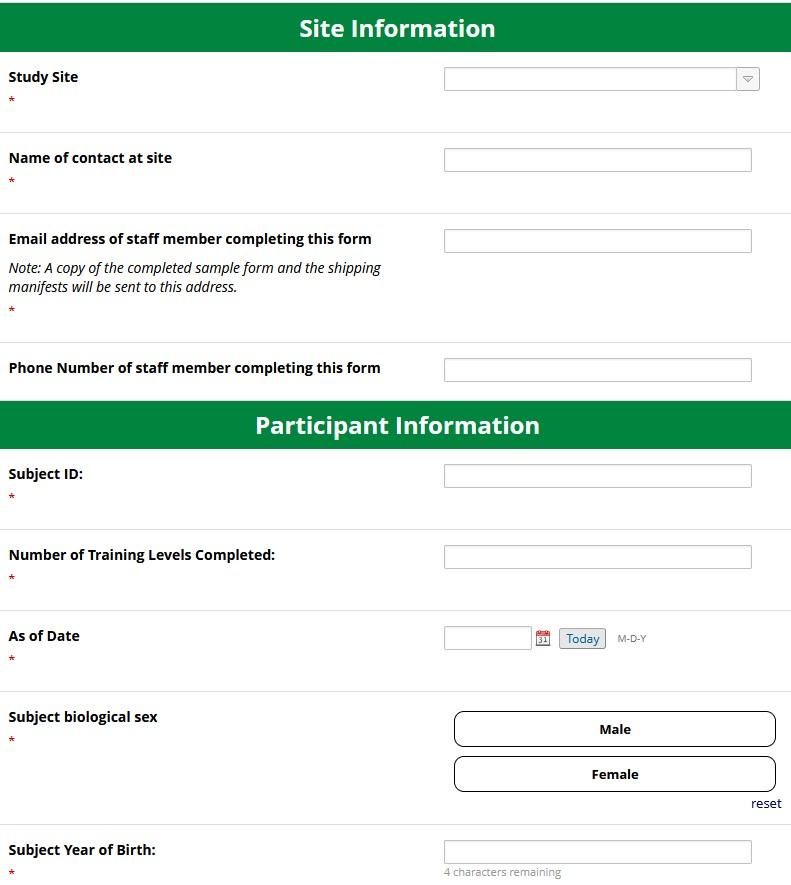 Site Information
Study Site
*
Name of contact at site
*
Email address of staff member completing this form
Note: A copy of the completed sample form and the shipping
manifests will be sent to this address.
*
Phone Number of staff member completing this form
Participant Information
Subject ID:
*
Number of Training Levels Completed:
*
As of Date
31 Today M-D-Y
*
Subject biological sex
*
Male
Female
reset
Subject Year of Birth:
*
4 characters remaining